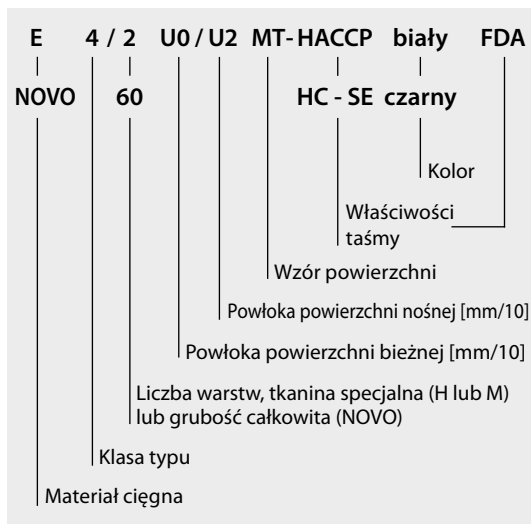 E 4 / 2 U0 / U2 MT- HACCP biały FDA
NOVO 60 HC - SE czarny
Kolor
Właściwości
taśmy
Wzór powierzchni
Powłoka powierzchni nośnej [mm/10]
Powłoka powierzchni bieżnej [mm/10]
Liczba warstw, tkanina specjalna (H lub M)
lub grubość całkowita (NOVO)
Klasa typu
Materiał cięgna